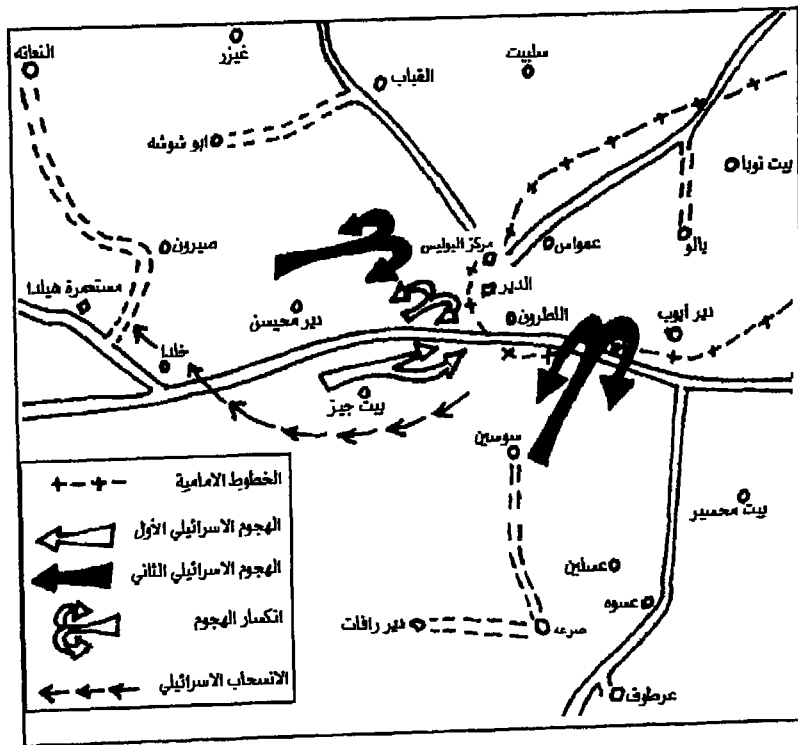 النعانه
غيزر
سلبيت
القباب
ابو شوشه
بيت نوبا
صيرون
مركز البوليس
عمواس
يالو
مستعمرة هيلدا
الدير
دير محيسن
اللطرون
دير أيوب
خلدا
بيت جيز
سوسين
بيت محسير
عسلين
عسوه
دير رافات
صرعه
عرطوف
الخطوط الامامية
الهجوم الاسرائيلي الأول
الهجوم الاسرائيلي الثاني
انكسار الهجوم
الانسحاب الاسرائيلي